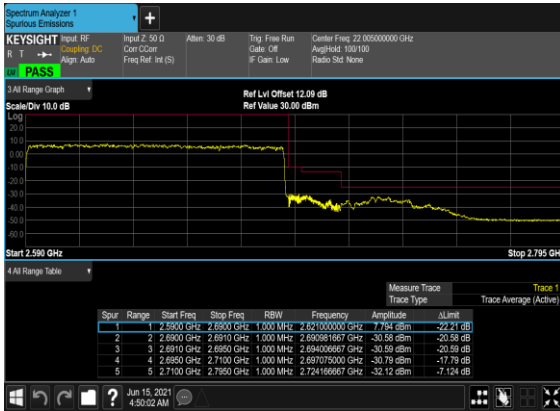 Spectrum Analyzer 1
Spurious Emissions
+
KEYSIGHT Input: RF Input Z: 50 Ω Atten: 30 dB Trig: Free Run Center Freq: 22.005000000 GHz
R T Coupling: DC Corr CCorr Gate: Off Avg|Hold: 100/100
Align: Auto Freq Ref: Int (S) IF Gain: Low Radio Std: None
PASS
3 All Range Graph
Ref Lvl Offset 12.09 dB
Scale/Div 10.0 dB Ref Value 30.00 dBm
Log
20.0
10.0
0.00
-10.0
-20.0
-30.0
-40.0
-50.0
-60.0
Start 2.590 GHz Stop 2.795 GH
4 All Range Table
Measure Trace Trace 1
Trace Type Trace Average (Active)
Spur Range Start Freq Stop Freq RBW Frequency Amplitude ΔLimit
1 1 2.5900 GHz 2.6900 GHz 1.000 MHz 2.621000000 GHz 7.794 dBm -22.21 dB
2 2 2.6900 GHz 2.6910 GHz 1.000 MHz 2.690981667 GHz -30.58 dBm -20.58 dB
3 3 2.6910 GHz 2.6950 GHz 1.000 MHz 2.694006667 GHz -30.59 dBm -20.59 dB
4 4 2.6950 GHz 2.7100 GHz 1.000 MHz 2.697075000 GHz -30.79 dBm -17.79 dB
5 5 2.7100 GHz 2.7950 GHz 1.000 MHz 2.724166667 GHz -32.12 dBm -7.124 dB
? Jun 15, 2021
4:50:02 AM